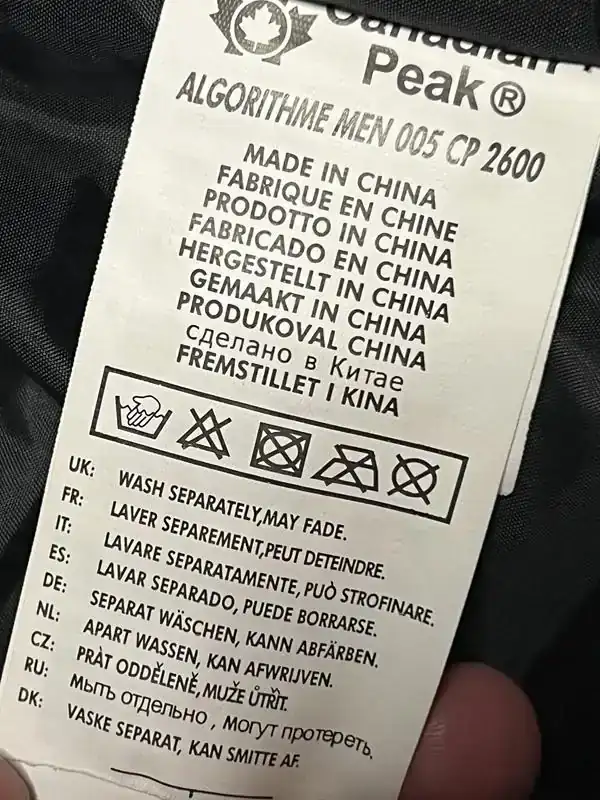 Canadian
Peak®
ALGORITHME MEN 005 CP 2600
MADE IN CHINA
FABRIQUE EN CHINE
PRODOTTO IN CHINA
FABRICADO EN CHINA
HERGESTELLT IN CHINA
GEMAAKT IN CHINA
PRODUKOVAL CHINA
сделано в Китае
FREMSTILLET I KINA
UK: WASH SEPARATELY,MAY FADE.
FR: LAVER SEPAREMENT,PEUT DETEINDRE.
IT: LAVARE SEPARATAMENTE, PUÒ STROFINARE.
ES: LAVAR SEPARADO, PUEDE BORRARSE.
DE: SEPARAT WÄSCHEN, KANN ABFÄRBEN.
NL: APART WASSEN, KAN AFWRIJVEN.
CZ: PRÀT ODDĚLENĚ, MUŽE ŮTŘÌT.
RU: мыть отдельно , могут протереть.
DK: VASKE SEPARAT, KAN SMITTE AF.